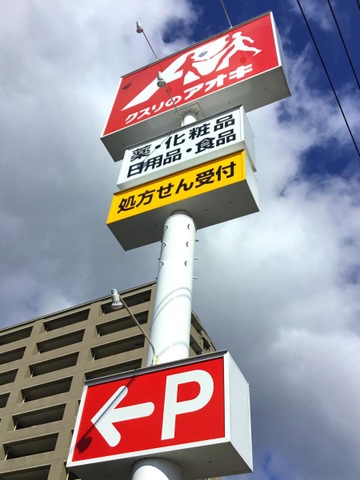 クスリのアオキ
薬・化粧品
日用品・食品
処方せん受付
P